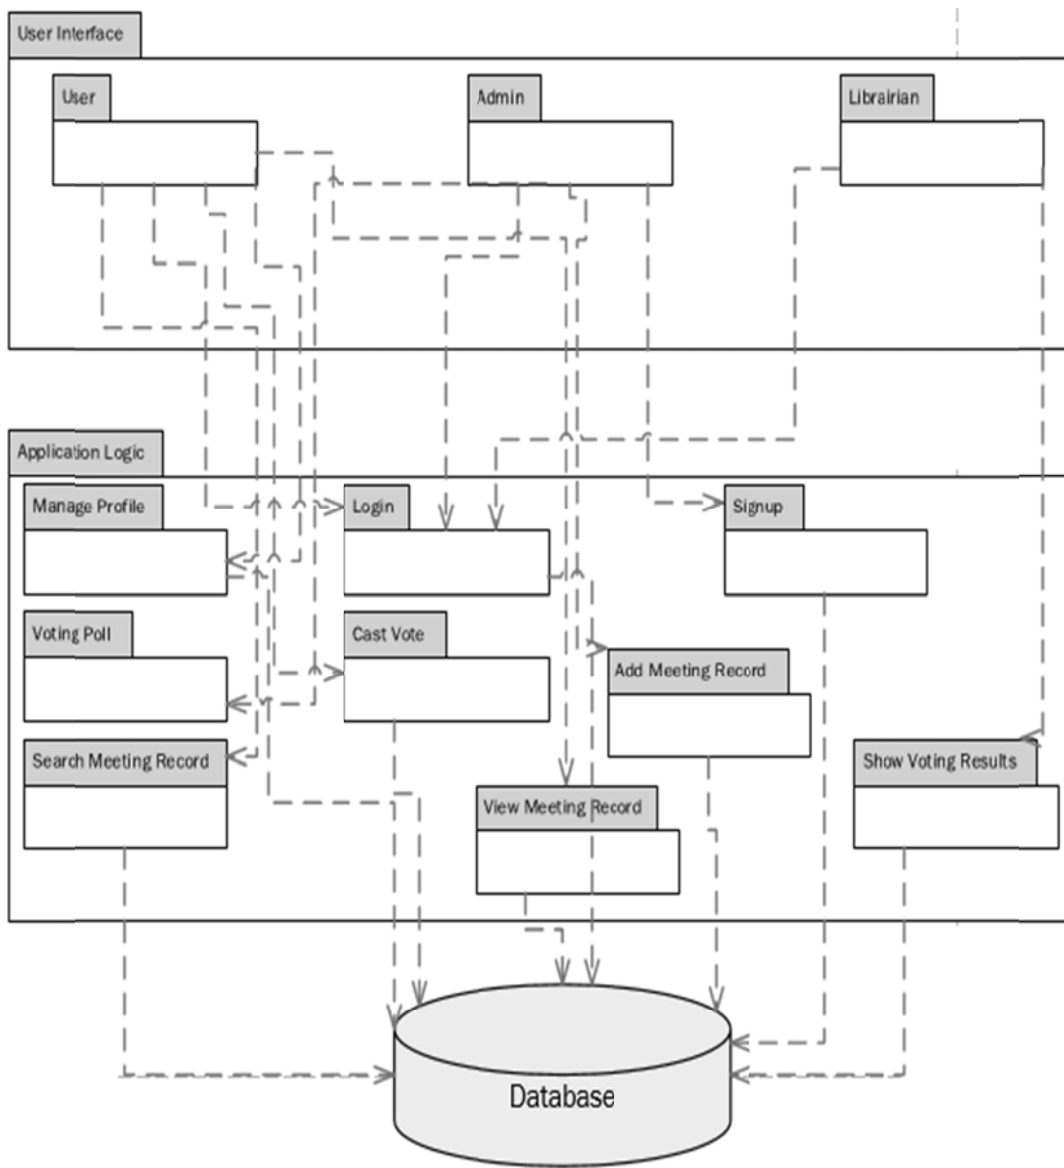 User Interface
User
Admin
Librairian
Application Logic
Manage Profile
Login
Signup
Voting Poll
Cast Vote
Add Meeting Record
Search Meeting Record
Show Voting Results
View Meeting Record
Database